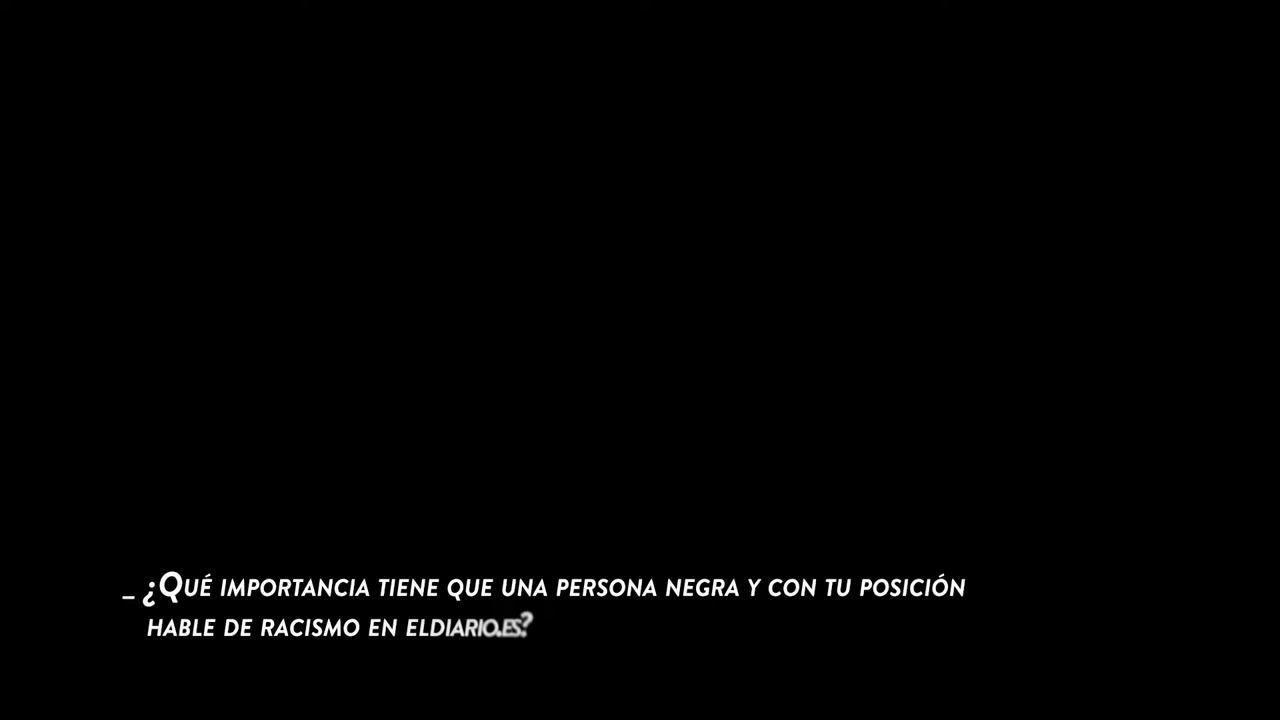 _ ¿QUÉ IMPORTANCIA TIENE QUE UNA PERSONA NEGRA Y CON TU POSICIÓN
HABLE DE RACISMO EN ELDIARIO.ES?